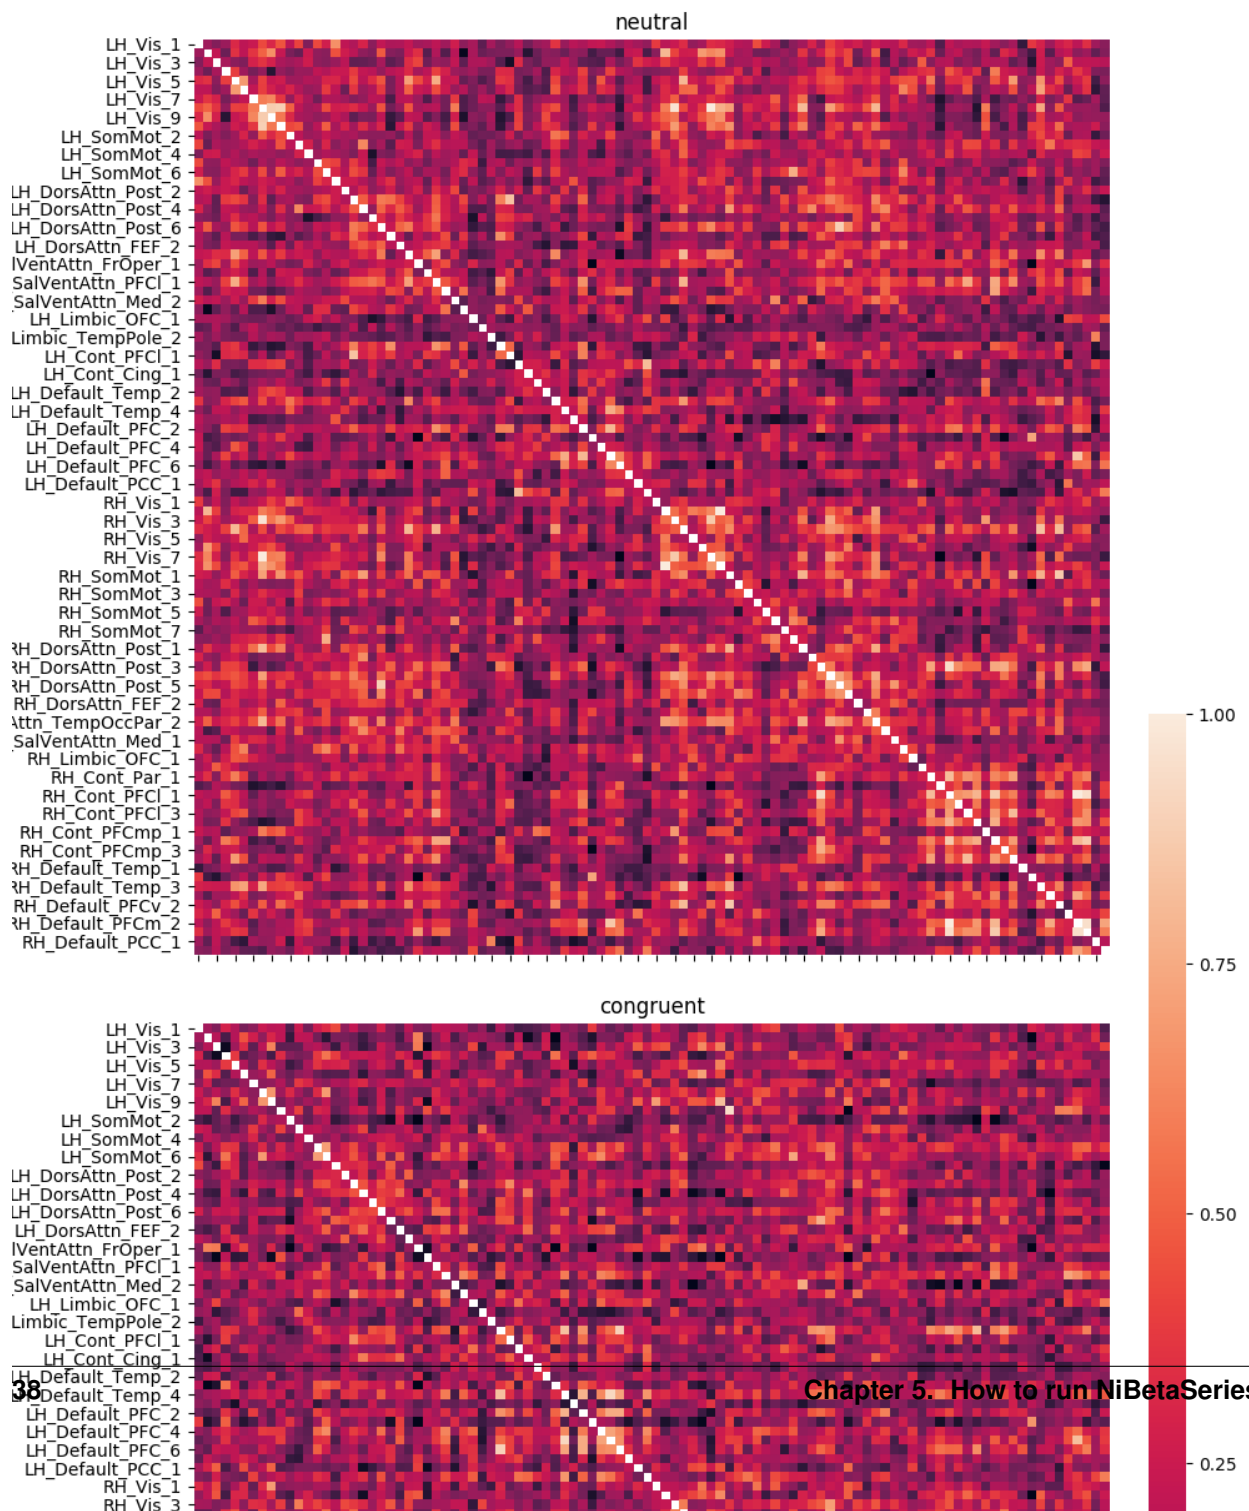 neutral
LH_Vis_1
LH_Vis_3
LH_Vis_5
LH_Vis_7
LH_Vis_9
LH_SomMot_2
LH_SomMot_4
LH_SomMot_6
LH_DorsAttn_Post_2
LH_DorsAttn_Post_4
LH_DorsAttn_Post_6
LH_DorsAttn_FEF_2
lVentAttn_FrOper_1
SalVentAttn_PFCl_1
SalVentAttn_Med_2
LH_Limbic_OFC_1
Limbic_TempPole_2
LH_Cont_PFCl_1
LH_Cont_Cing_1
LH_Default_Temp_2
LH_Default_Temp_4
LH_Default_PFC_2
LH_Default_PFC_4
LH_Default_PFC_6
LH_Default_PCC_1
RH_Vis_1
RH_Vis_3
RH_Vis_5
RH_Vis_7
RH_SomMot_1
RH_SomMot_3
RH_SomMot_5
RH_SomMot_7
RH_DorsAttn_Post_1
RH_DorsAttn_Post_3
RH_DorsAttn_Post_5
RH_DorsAttn_FEF_2
Attn_TempOccPar_2
SalVentAttn_Med_1
RH_Limbic_OFC_1
RH_Cont_Par_1
RH_Cont_PFCl_1
RH_Cont_PFCl_3
RH_Cont_PFCmp_1
RH_Cont_PFCmp_3
RH_Default_Temp_1
RH_Default_Temp_3
RH_Default_PFCv_2
RH_Default_PFCm_2
RH_Default_PCC_1
1.00
0.75
0.50
0.25
congruent
LH_Vis_1
LH_Vis_3
LH_Vis_5
LH_Vis_7
LH_Vis_9
LH_SomMot_2
LH_SomMot_4
LH_SomMot_6
LH_DorsAttn_Post_2
LH_DorsAttn_Post_4
LH_DorsAttn_Post_6
LH_DorsAttn_FEF_2
lVentAttn_FrOper_1
SalVentAttn_PFCl_1
SalVentAttn_Med_2
LH_Limbic_OFC_1
Limbic_TempPole_2
LH_Cont_PFCl_1
LH_Cont_Cing_1
LH_Default_Temp_2
LH_Default_Temp_4
LH_Default_PFC_2
LH_Default_PFC_4
LH_Default_PFC_6
LH_Default_PCC_1
RH_Vis_1
RH_Vis_3
38 Chapter 5. How to run NiBetaSeries